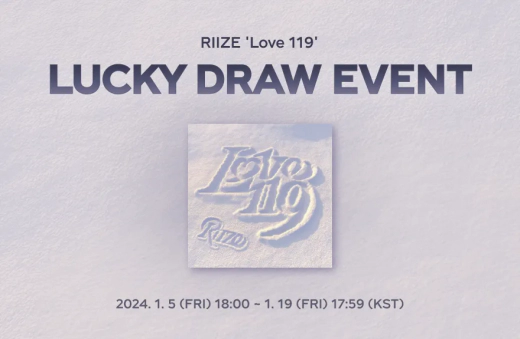 RIIZE 'Love 119'
LUCKY DRAW EVENT
Love
119
RIIZE
2024. 1. 5 (FRI) 18:00 ~ 1. 19 (FRI) 17:59 (KST)